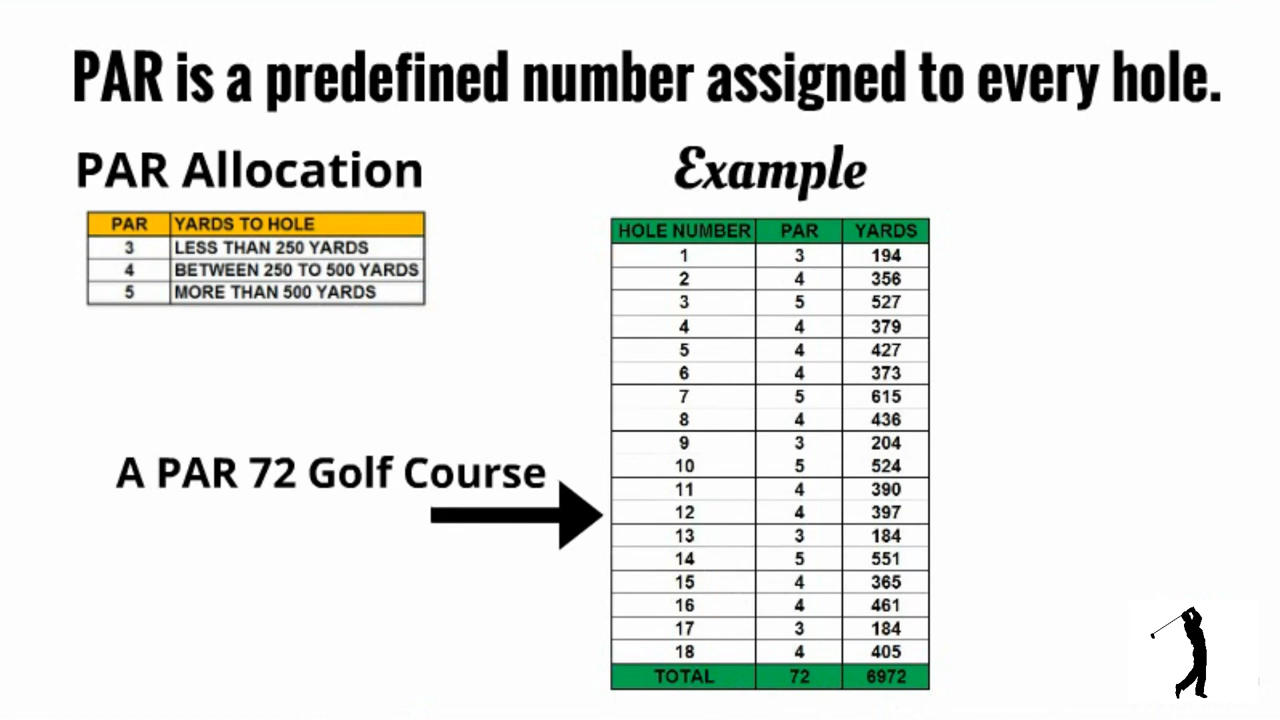 PAR is a predefined number assigned to every hole.
PAR Allocation
PAR YARDS TO HOLE
3 LESS THAN 250 YARDS
4 BETWEEN 250 TO 500 YARDS
5 MORE THAN 500 YARDS
A PAR 72 Golf Course
Example
HOLE NUMBER PAR YARDS
1 3 194
2 4 356
3 5 527
4 4 379
5 4 427
6 4 373
7 5 615
8 4 436
9 3 204
10 5 524
11 4 390
12 4 397
13 3 184
14 5 551
15 4 365
16 4 461
17 3 184
18 4 405
TOTAL 72 6972